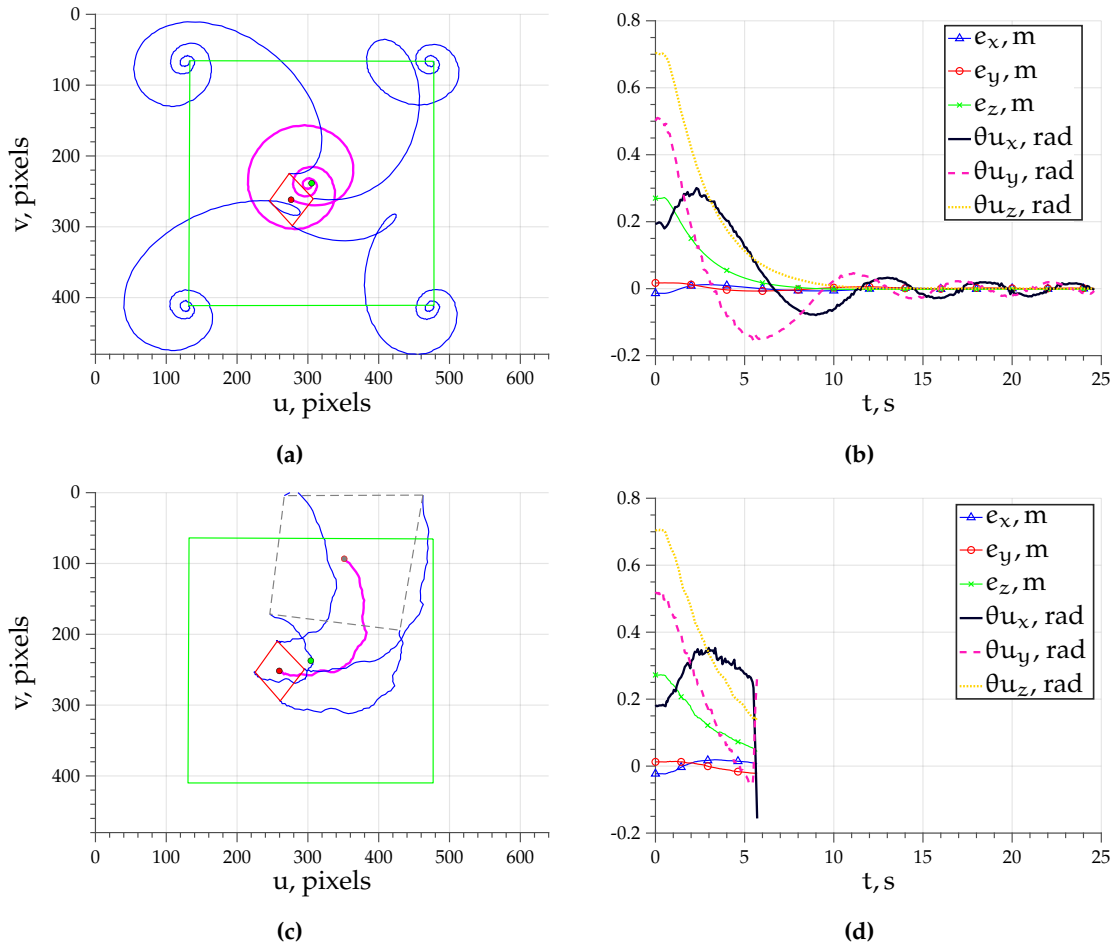 0
100
200
300
400
v, pixels
0 100 200 300 400 500 600
u, pixels
(a)
0.8
0.6
0.4
0.2
0
-0.2
0 5 10 15 20 25
t, s
eₓ, m
e_y, m
e_z, m
θuₓ, rad
θu_y, rad
θu_z, rad
(b)
0
100
200
300
400
v, pixels
0 100 200 300 400 500 600
u, pixels
(c)
0.8
0.6
0.4
0.2
0
-0.2
0 5 10 15 20 25
t, s
eₓ, m
e_y, m
e_z, m
θuₓ, rad
θu_y, rad
θu_z, rad
(d)